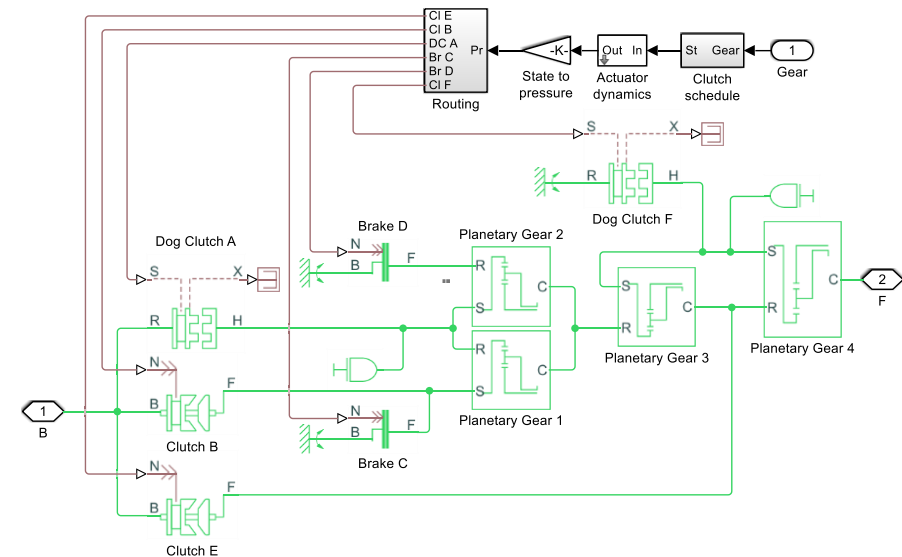 Cl E
Cl B
DC A
Br C
Br D
Cl F
Pr
Routing
-K-
State to
pressure
Out In
Actuator
dynamics
St Gear
Clutch
schedule
1
Gear
S X
R H
Dog Clutch F
Dog Clutch A
S X
R H
Brake D
N
B F
Planetary Gear 2
R
S
C
R
S
C
Planetary Gear 1
S
R
C
Planetary Gear 3
S
R
C
Planetary Gear 4
2
F
N
B F
Clutch B
1
B
N
B F
Brake C
N
B F
Clutch E